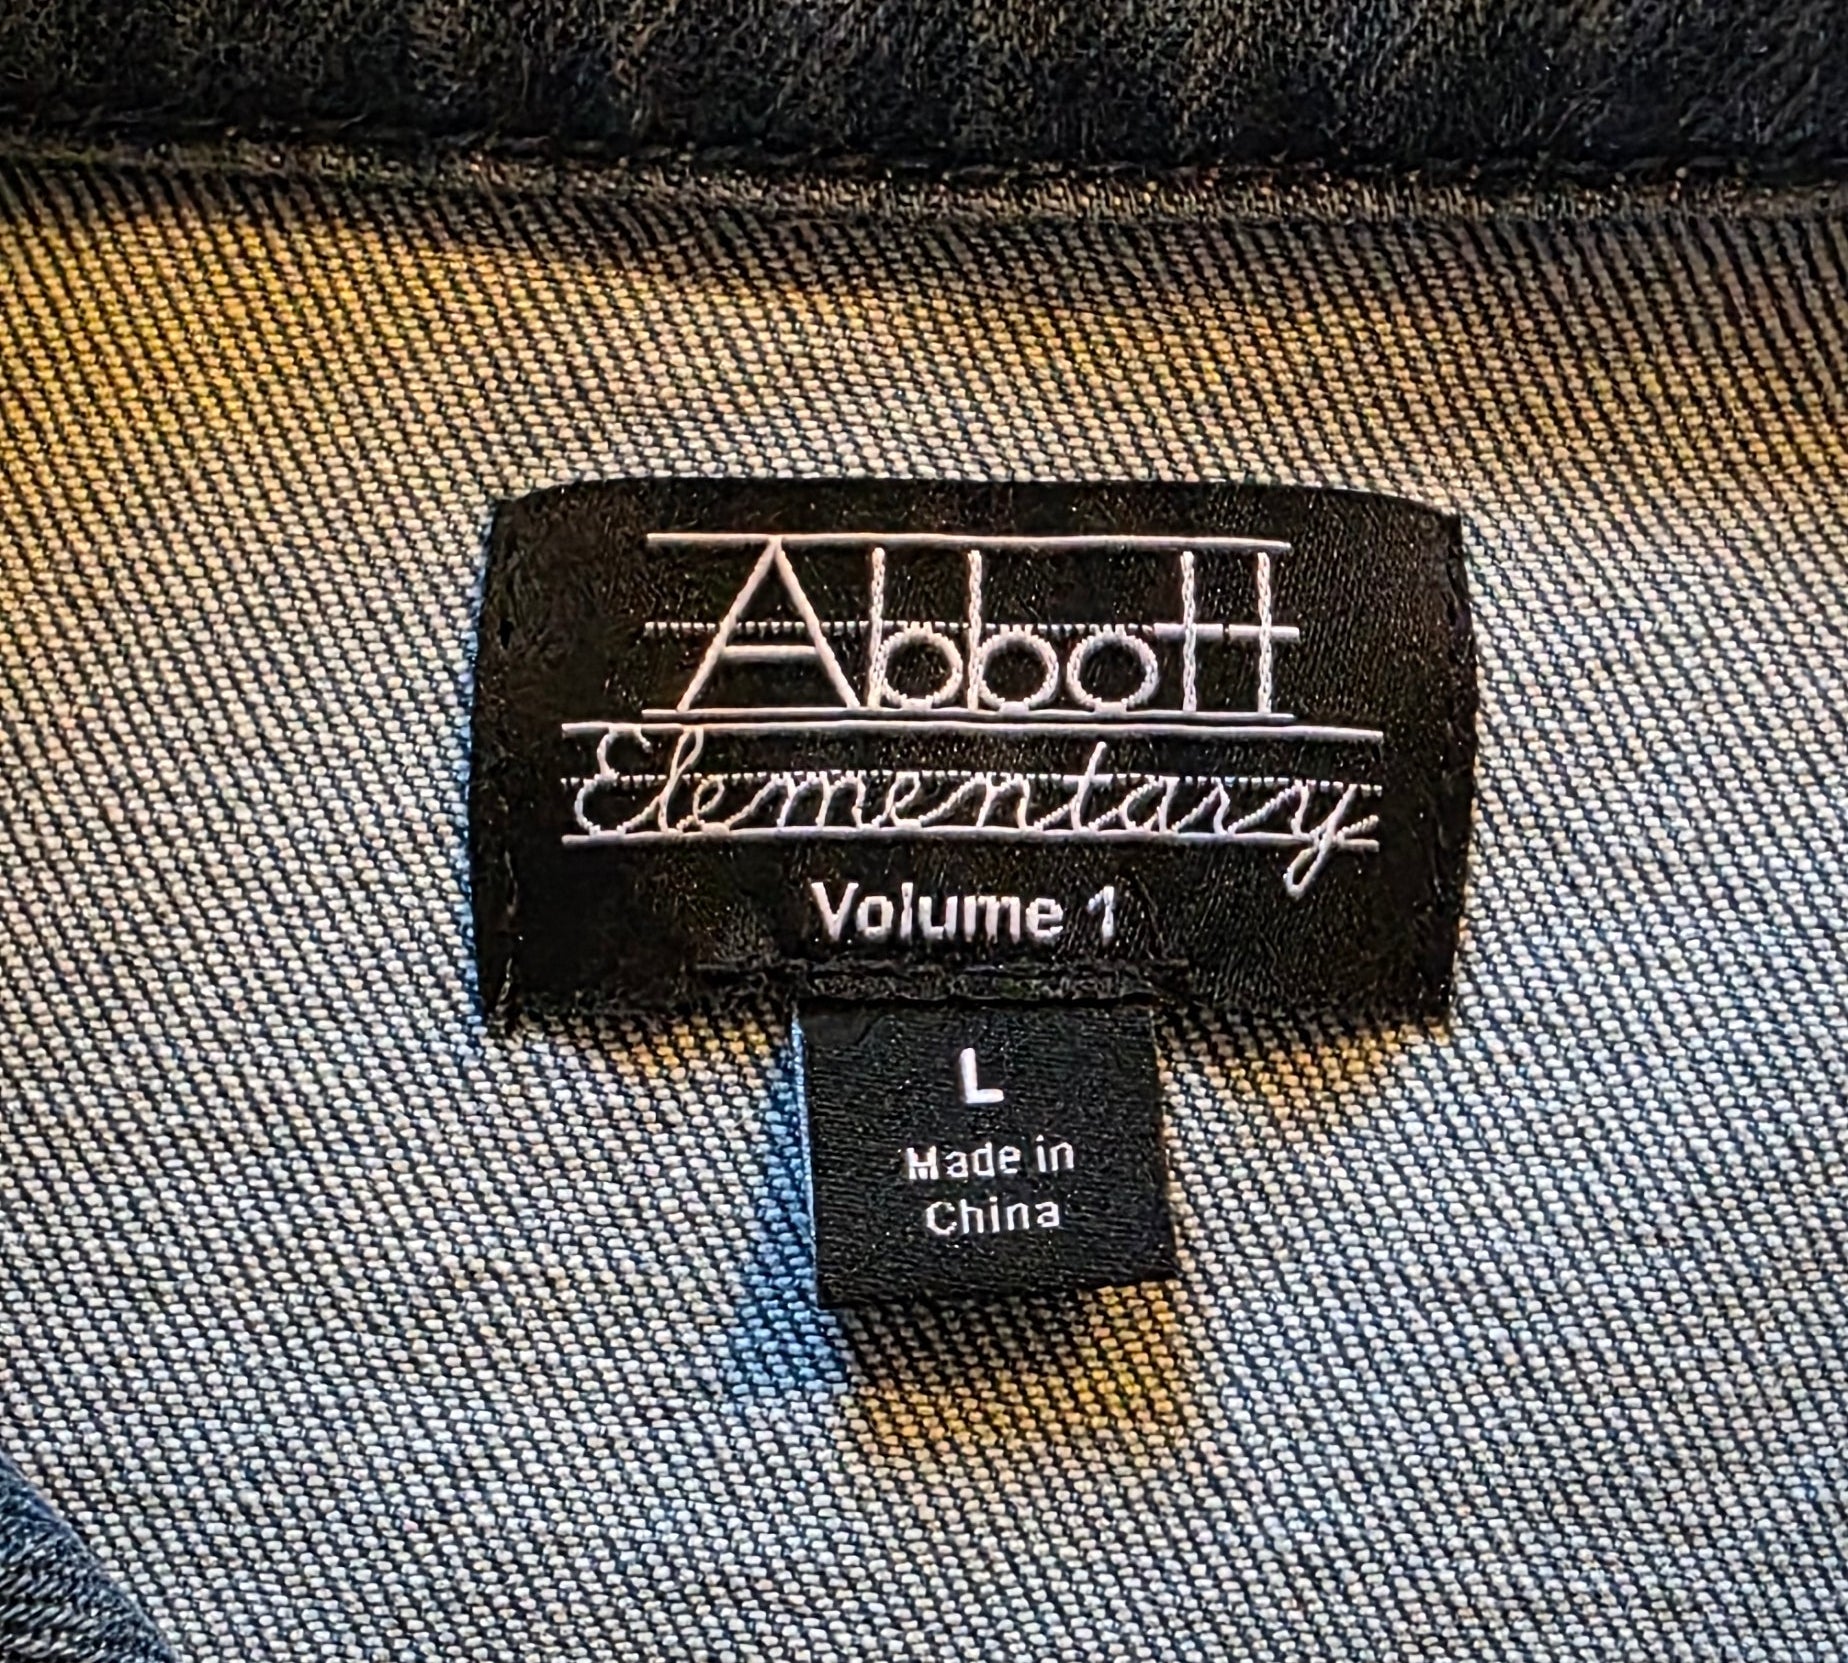 Abbott
Elementary
Volume 1
L
Made in
China